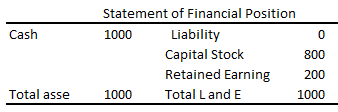 Statement of Financial Position
Cash 1000 Liability 0
Capital Stock 800
Retained Earning 200
Total asse 1000 Total L and E 1000